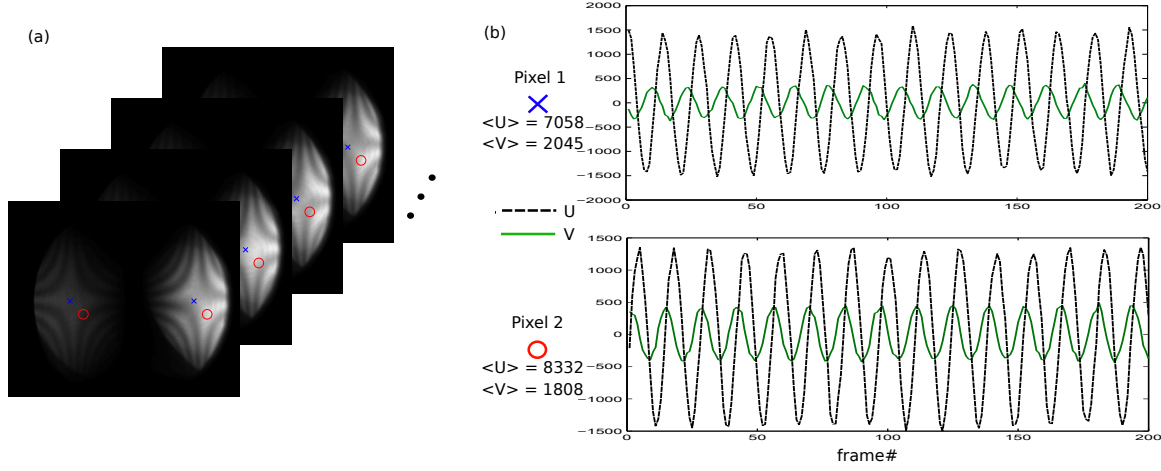 (a)
(b)
Pixel 1
<U> = 7058
<V> = 2045
U
V
Pixel 2
<U> = 8332
<V> = 1808
2000
1500
1000
500
0
−500
−1000
−1500
−2000
0 50 100 150 200
1500
1000
500
0
−500
−1000
−1500
0 50 100 150 200
frame#